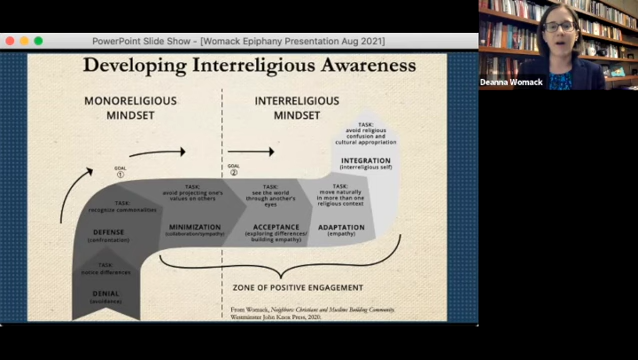 PowerPoint Slide Show - [Womack Epiphany Presentation Aug 2021]
Deanna Womack
Developing Interreligious Awareness
MONORELIGIOUS
MINDSET
INTERRELIGIOUS
MINDSET
TASK:
avoid religious
confusion and
cultural appropriation
INTEGRATION
(interreligious self)
GOAL
1
GOAL
2
TASK:
avoid projecting one's
values on others
TASK:
see the world
through another's
eyes
TASK:
move naturally
in more than one
religious context
TASK:
recognize commonalities
MINIMIZATION
(collaboration/sympathy)
ACCEPTANCE
(exploring differences/
building empathy)
ADAPTATION
(empathy)
DEFENSE
(confrontation)
TASK:
notice differences
DENIAL
(avoidance)
ZONE OF POSITIVE ENGAGEMENT
From Womack, Neighbors: Christians and Muslims Building Community,
Westminster John Knox Press, 2020.